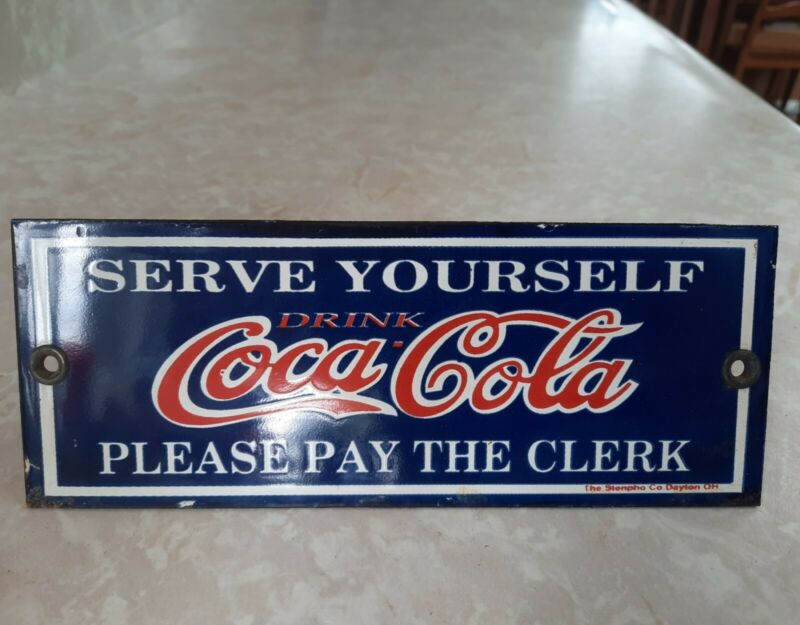 SERVE YOURSELF
DRINK
Coca-Cola
PLEASE PAY THE CLERK
The Stenpho Co Dayton OH